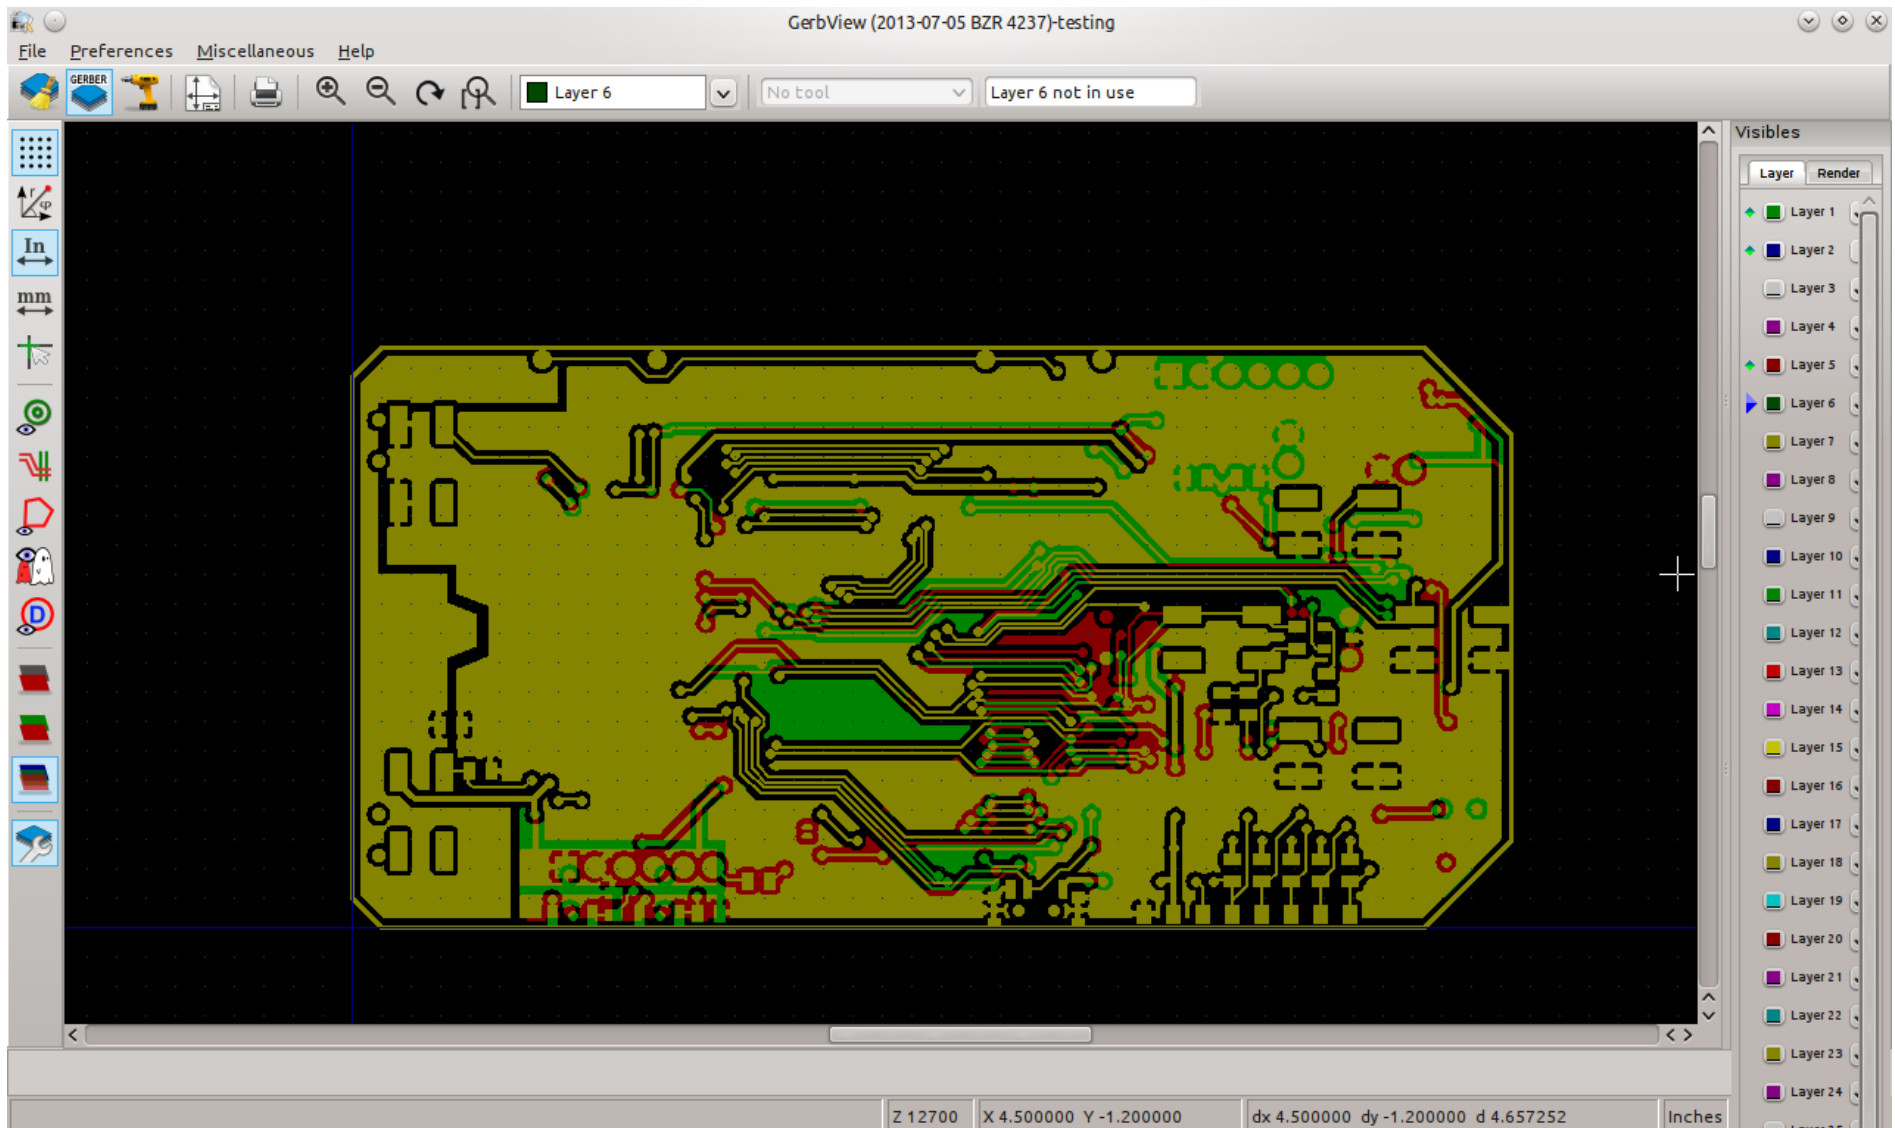 GerbView (2013-07-05 BZR 4237)-testing
File Preferences Miscellaneous Help
GERBER
Layer 6
No tool
Layer 6 not in use
r
φ
In
mm
D
Visibles
Layer Render
Layer 1
Layer 2
Layer 3
Layer 4
Layer 5
Layer 6
Layer 7
Layer 8
Layer 9
Layer 10
Layer 11
Layer 12
Layer 13
Layer 14
Layer 15
Layer 16
Layer 17
Layer 18
Layer 19
Layer 20
Layer 21
Layer 22
Layer 23
Layer 24
Z 12700 X 4.500000 Y -1.200000 dx 4.500000 dy -1.200000 d 4.657252 Inches